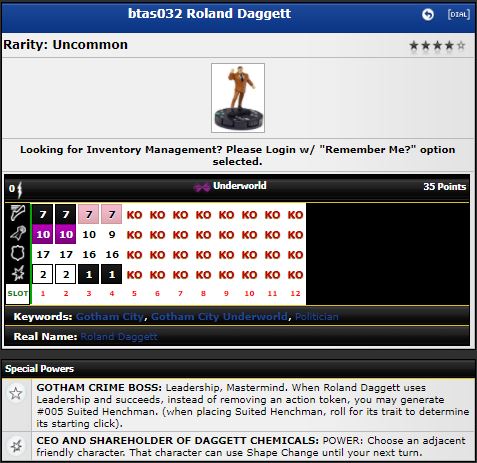 btas032 Roland Daggett
[DIAL]
Rarity: Uncommon
Looking for Inventory Management? Please Login w/ "Remember Me?" option
selected.
0 Underworld 35 Points
7 7 7 7 KO KO KO KO KO KO KO KO
10 10 10 9 KO KO KO KO KO KO KO KO
17 17 16 16 KO KO KO KO KO KO KO KO
2 2 1 1 KO KO KO KO KO KO KO KO
SLOT 1 2 3 4 5 6 7 8 9 10 11 12
Keywords: Gotham City, Gotham City Underworld, Politician
Real Name: Roland Daggett
Special Powers
GOTHAM CRIME BOSS: Leadership, Mastermind. When Roland Daggett uses
Leadership and succeeds, instead of removing an action token, you may generate
#005 Suited Henchman. (when placing Suited Henchman, roll for its trait to determine
its starting click).
CEO AND SHAREHOLDER OF DAGGETT CHEMICALS: POWER: Choose an adjacent
friendly character. That character can use Shape Change until your next turn.